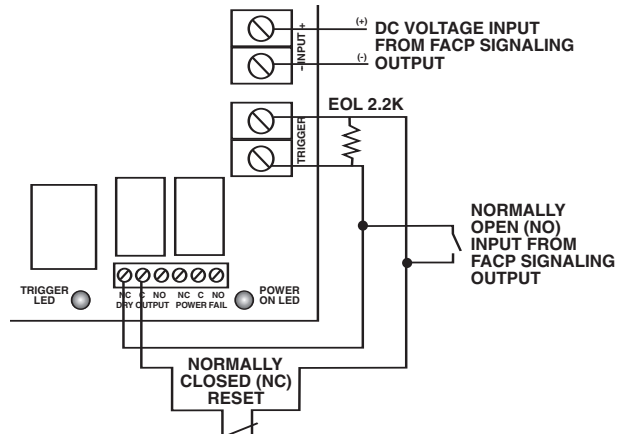 (+) DC VOLTAGE INPUT
FROM FACP SIGNALING
(-) OUTPUT
– INPUT +
EOL 2.2K
TRIGGER
NORMALLY
OPEN (NO)
INPUT FROM
FACP SIGNALING
OUTPUT
TRIGGER
LED
NC C NO NC C NO
DRY OUTPUT POWER FAIL
POWER
ON LED
NORMALLY
CLOSED (NC)
RESET